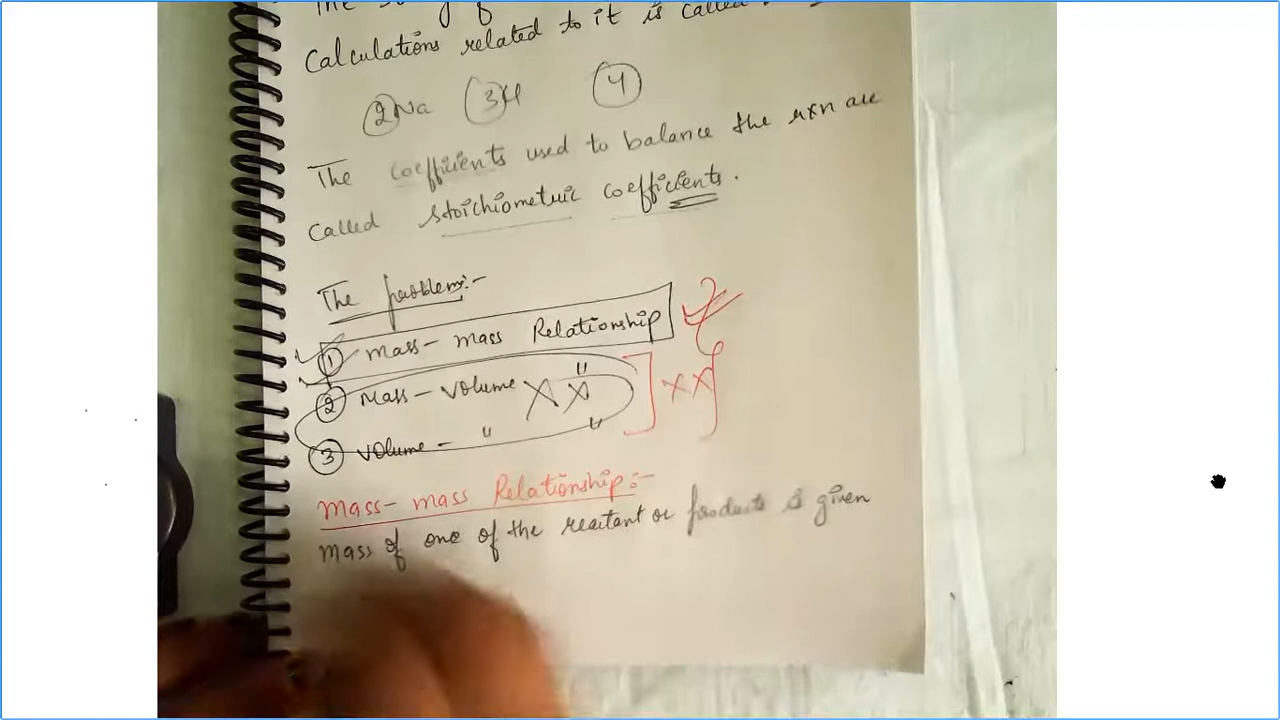 Calculations related to it is called
2Na 3H 4
The coefficients used to balance the rxn are
called stoichiometric coefficients.
The problems:-
1 Mass- mass Relationship
2 Mass - volume XX "
3 volume - " "
] XX
Mass- mass Relationship:-
Mass of one of the reactant or products is given